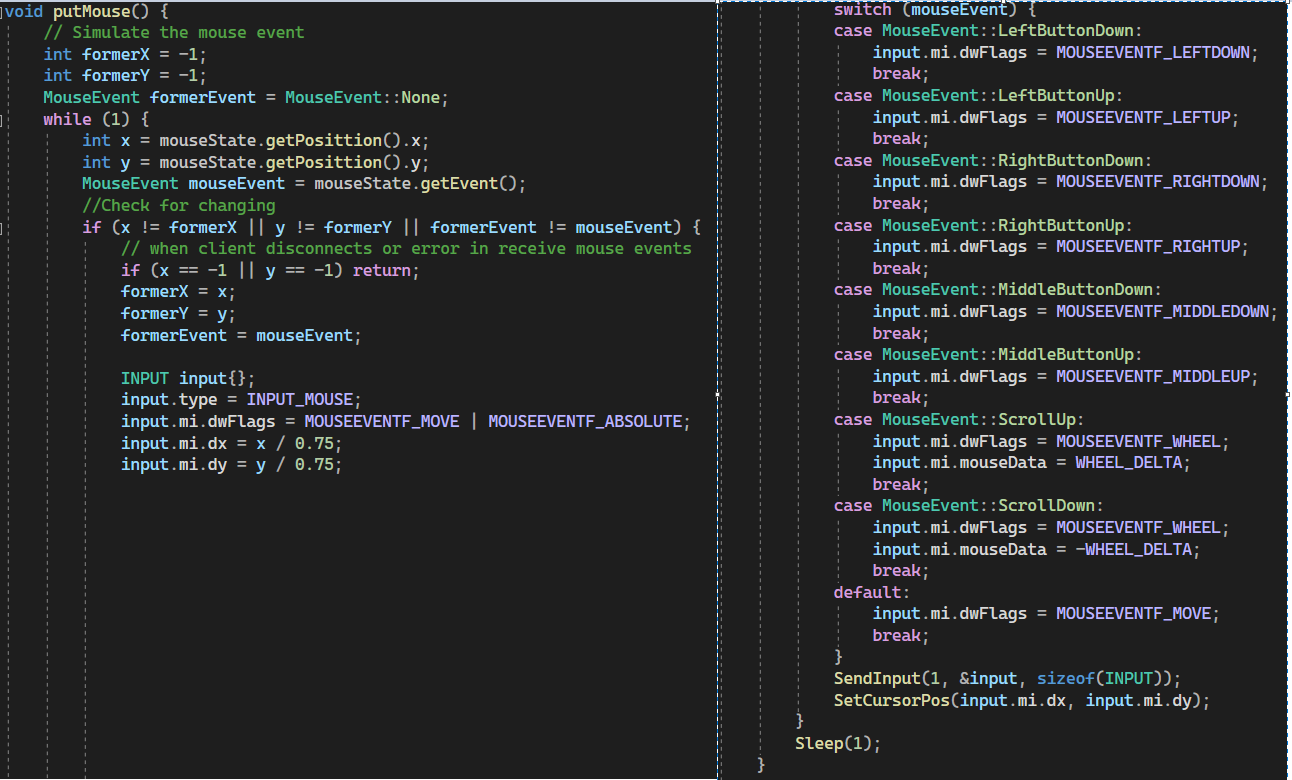 void putMouse() {
    // Simulate the mouse event
    int formerX = -1;
    int formerY = -1;
    MouseEvent formerEvent = MouseEvent::None;
    while (1) {
        int x = mouseState.getPosittion().x;
        int y = mouseState.getPosittion().y;
        MouseEvent mouseEvent = mouseState.getEvent();
        //Check for changing
        if (x != formerX || y != formerY || formerEvent != mouseEvent) {
            // when client disconnects or error in receive mouse events
            if (x == -1 || y == -1) return;
            formerX = x;
            formerY = y;
            formerEvent = mouseEvent;

            INPUT input{};
            input.type = INPUT_MOUSE;
            input.mi.dwFlags = MOUSEEVENTF_MOVE | MOUSEEVENTF_ABSOLUTE;
            input.mi.dx = x / 0.75;
            input.mi.dy = y / 0.75;
            switch (mouseEvent) {
            case MouseEvent::LeftButtonDown:
                input.mi.dwFlags = MOUSEEVENTF_LEFTDOWN;
                break;
            case MouseEvent::LeftButtonUp:
                input.mi.dwFlags = MOUSEEVENTF_LEFTUP;
                break;
            case MouseEvent::RightButtonDown:
                input.mi.dwFlags = MOUSEEVENTF_RIGHTDOWN;
                break;
            case MouseEvent::RightButtonUp:
                input.mi.dwFlags = MOUSEEVENTF_RIGHTUP;
                break;
            case MouseEvent::MiddleButtonDown:
                input.mi.dwFlags = MOUSEEVENTF_MIDDLEDOWN;
                break;
            case MouseEvent::MiddleButtonUp:
                input.mi.dwFlags = MOUSEEVENTF_MIDDLEUP;
                break;
            case MouseEvent::ScrollUp:
                input.mi.dwFlags = MOUSEEVENTF_WHEEL;
                input.mi.mouseData = WHEEL_DELTA;
                break;
            case MouseEvent::ScrollDown:
                input.mi.dwFlags = MOUSEEVENTF_WHEEL;
                input.mi.mouseData = -WHEEL_DELTA;
                break;
            default:
                input.mi.dwFlags = MOUSEEVENTF_MOVE;
                break;
            }
            SendInput(1, &input, sizeof(INPUT));
            SetCursorPos(input.mi.dx, input.mi.dy);
        }
        Sleep(1);
    }